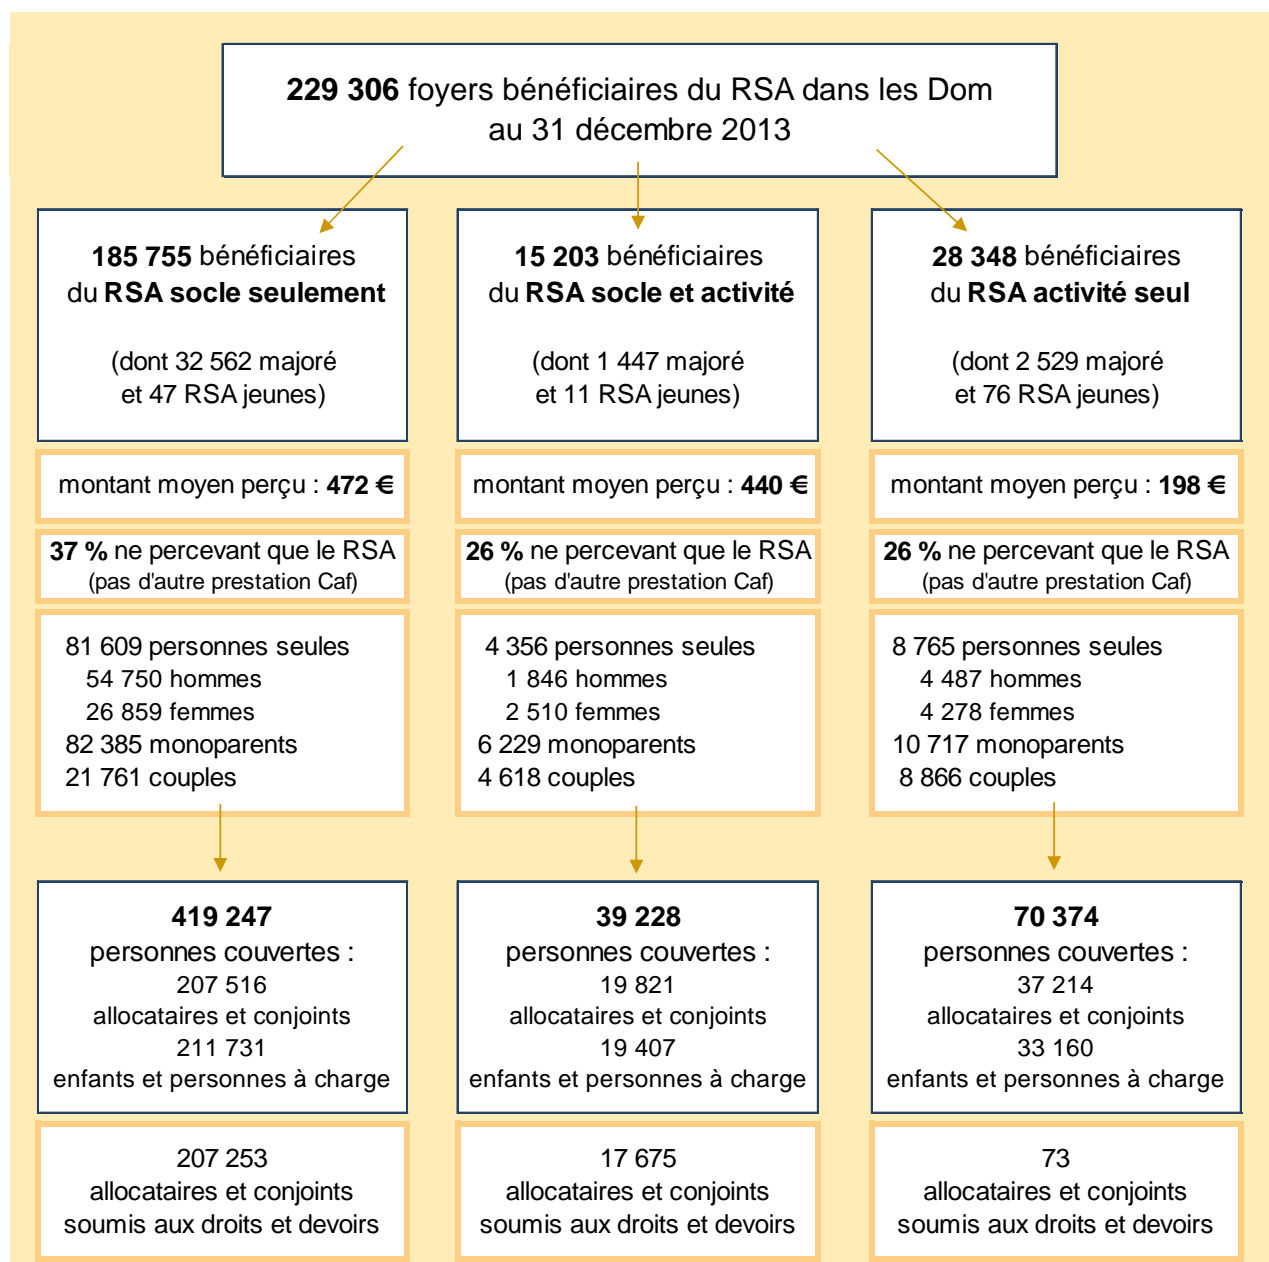 229 306 foyers bénéficiaires du RSA dans les Dom
au 31 décembre 2013
185 755 bénéficiaires
du RSA socle seulement
(dont 32 562 majoré
et 47 RSA jeunes)
montant moyen perçu : 472 €
37 % ne percevant que le RSA
(pas d'autre prestation Caf)
81 609 personnes seules
54 750 hommes
26 859 femmes
82 385 monoparents
21 761 couples
419 247
personnes couvertes :
207 516
allocataires et conjoints
211 731
enfants et personnes à charge
207 253
allocataires et conjoints
soumis aux droits et devoirs
15 203 bénéficiaires
du RSA socle et activité
(dont 1 447 majoré
et 11 RSA jeunes)
montant moyen perçu : 440 €
26 % ne percevant que le RSA
(pas d'autre prestation Caf)
4 356 personnes seules
1 846 hommes
2 510 femmes
6 229 monoparents
4 618 couples
39 228
personnes couvertes :
19 821
allocataires et conjoints
19 407
enfants et personnes à charge
17 675
allocataires et conjoints
soumis aux droits et devoirs
28 348 bénéficiaires
du RSA activité seul
(dont 2 529 majoré
et 76 RSA jeunes)
montant moyen perçu : 198 €
26 % ne percevant que le RSA
(pas d'autre prestation Caf)
8 765 personnes seules
4 487 hommes
4 278 femmes
10 717 monoparents
8 866 couples
70 374
personnes couvertes :
37 214
allocataires et conjoints
33 160
enfants et personnes à charge
73
allocataires et conjoints
soumis aux droits et devoirs